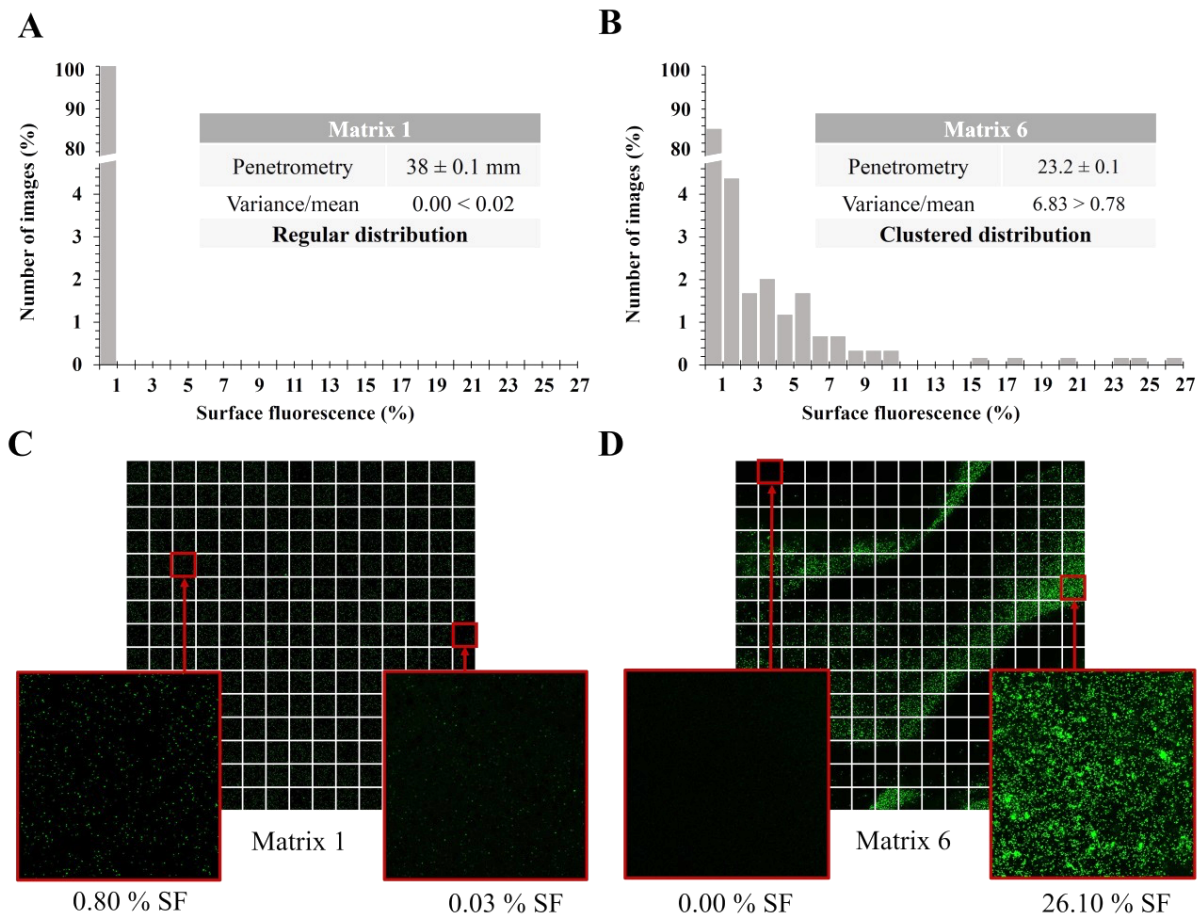 A
Number of images (%)
100
90
80
4
3
2
1
0
Matrix 1
Penetrometry 38 ± 0.1 mm
Variance/mean 0.00 < 0.02
Regular distribution
1 3 5 7 9 11 13 15 17 19 21 23 25 27
Surface fluorescence (%)
B
Number of images (%)
100
90
80
4
3
2
1
0
Matrix 6
Penetrometry 23.2 ± 0.1
Variance/mean 6.83 > 0.78
Clustered distribution
1 3 5 7 9 11 13 15 17 19 21 23 25 27
Surface fluorescence (%)
C
Matrix 1
0.80 % SF 0.03 % SF
D
Matrix 6
0.00 % SF 26.10 % SF